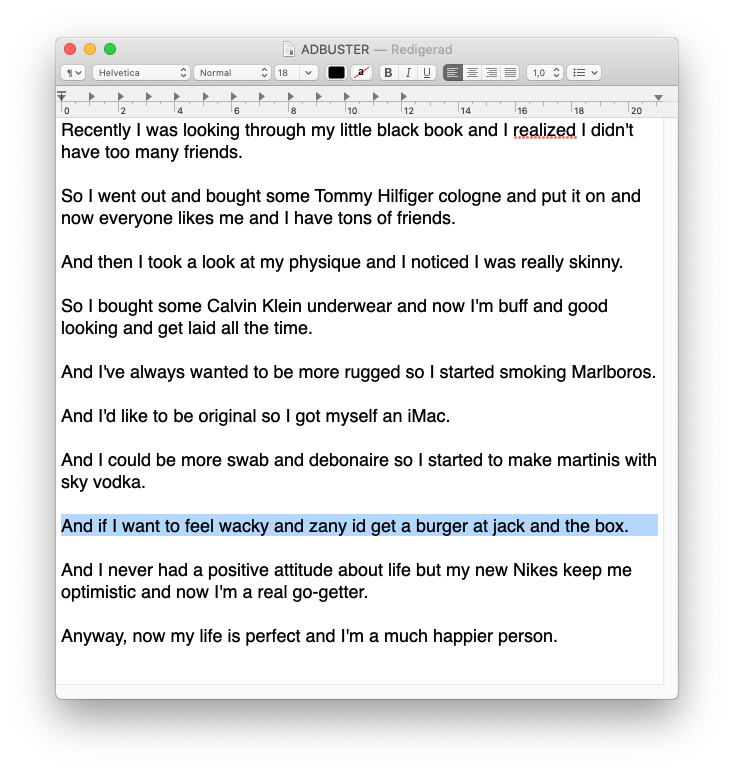 ADBUSTER — Redigerad
¶ Helvetica Normal 18 a B I U 1,0
0 2 4 6 8 10 12 14 16 18 20
Recently I was looking through my little black book and I realized I didn't
have too many friends.
So I went out and bought some Tommy Hilfiger cologne and put it on and
now everyone likes me and I have tons of friends.
And then I took a look at my physique and I noticed I was really skinny.
So I bought some Calvin Klein underwear and now I'm buff and good
looking and get laid all the time.
And I've always wanted to be more rugged so I started smoking Marlboros.
And I'd like to be original so I got myself an iMac.
And I could be more swab and debonaire so I started to make martinis with
sky vodka.
And if I want to feel wacky and zany id get a burger at jack and the box.
And I never had a positive attitude about life but my new Nikes keep me
optimistic and now I'm a real go-getter.
Anyway, now my life is perfect and I'm a much happier person.